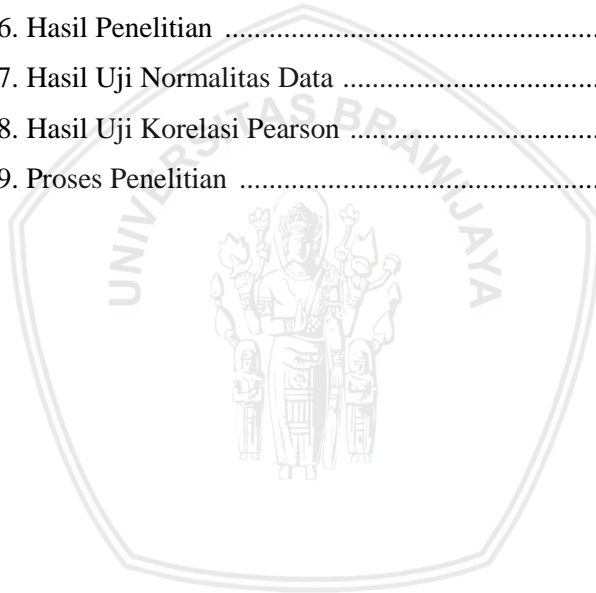 6. Hasil Penelitian ..........................................................
7. Hasil Uji Normalitas Data ........................................
8. Hasil Uji Korelasi Pearson .......................................
9. Proses Penelitian ......................................................
UNIVERSITAS BRAWIJAYA